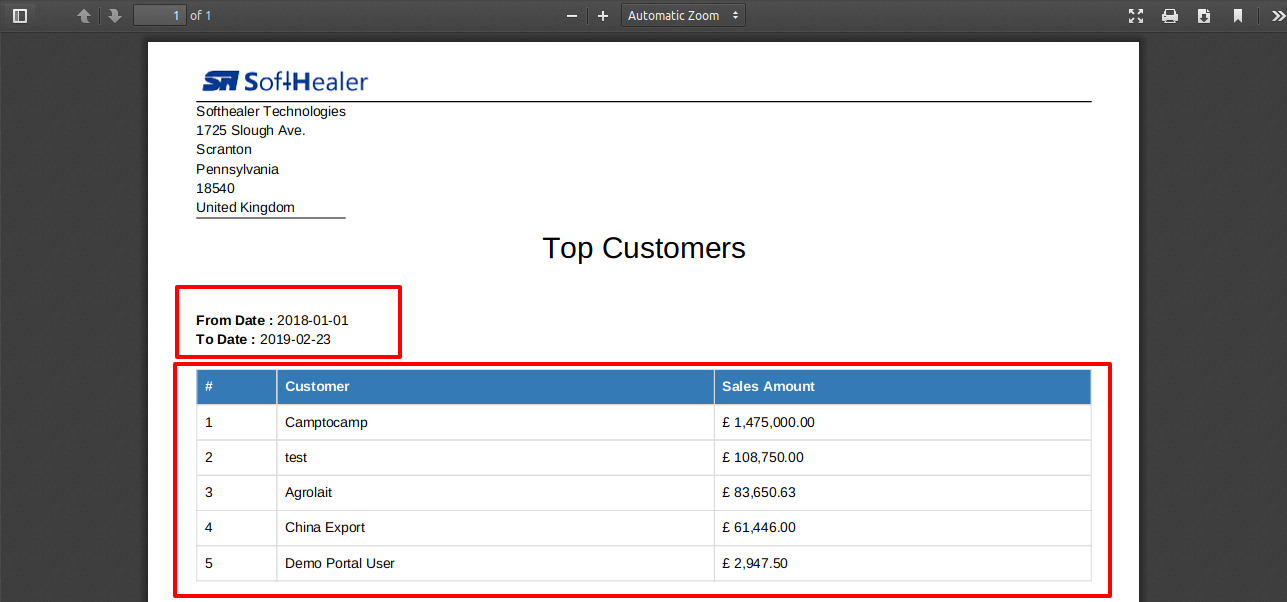 1 of 1 Automatic Zoom
SoftHealer
Softhealer Technologies
1725 Slough Ave.
Scranton
Pennsylvania
18540
United Kingdom
Top Customers
From Date : 2018-01-01
To Date : 2019-02-23
# Customer Sales Amount
1 Camptocamp £ 1,475,000.00
2 test £ 108,750.00
3 Agrolait £ 83,650.63
4 China Export £ 61,446.00
5 Demo Portal User £ 2,947.50